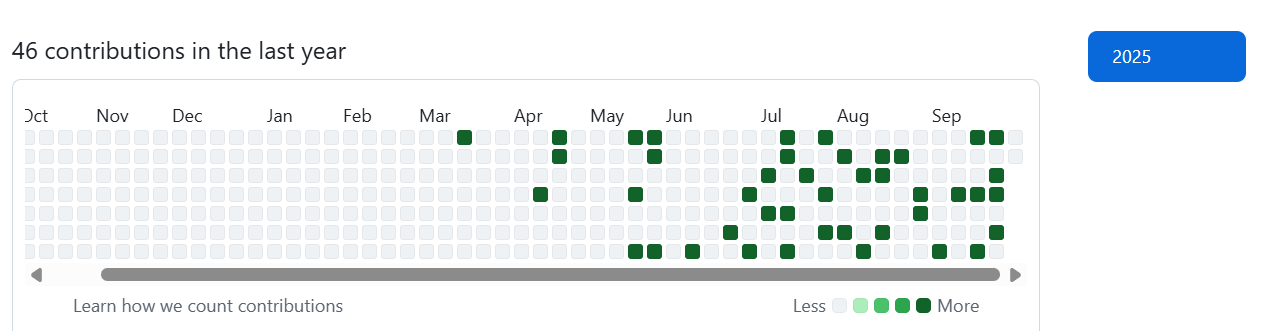 46 contributions in the last year
2025
Oct Nov Dec Jan Feb Mar Apr May Jun Jul Aug Sep
Learn how we count contributions
Less More